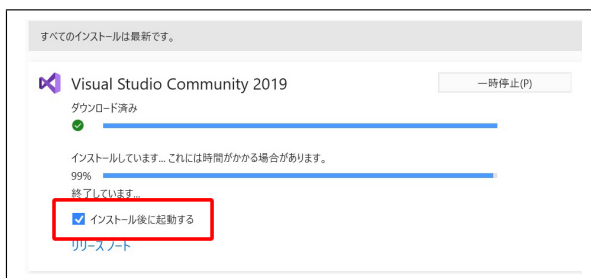 すべてのインストールは最新です。
Visual Studio Community 2019
一時停止(P)
ダウンロード済み
インストールしています... これには時間がかかる場合があります。
99%
終了しています...
インストール後に起動する
リリース ノート